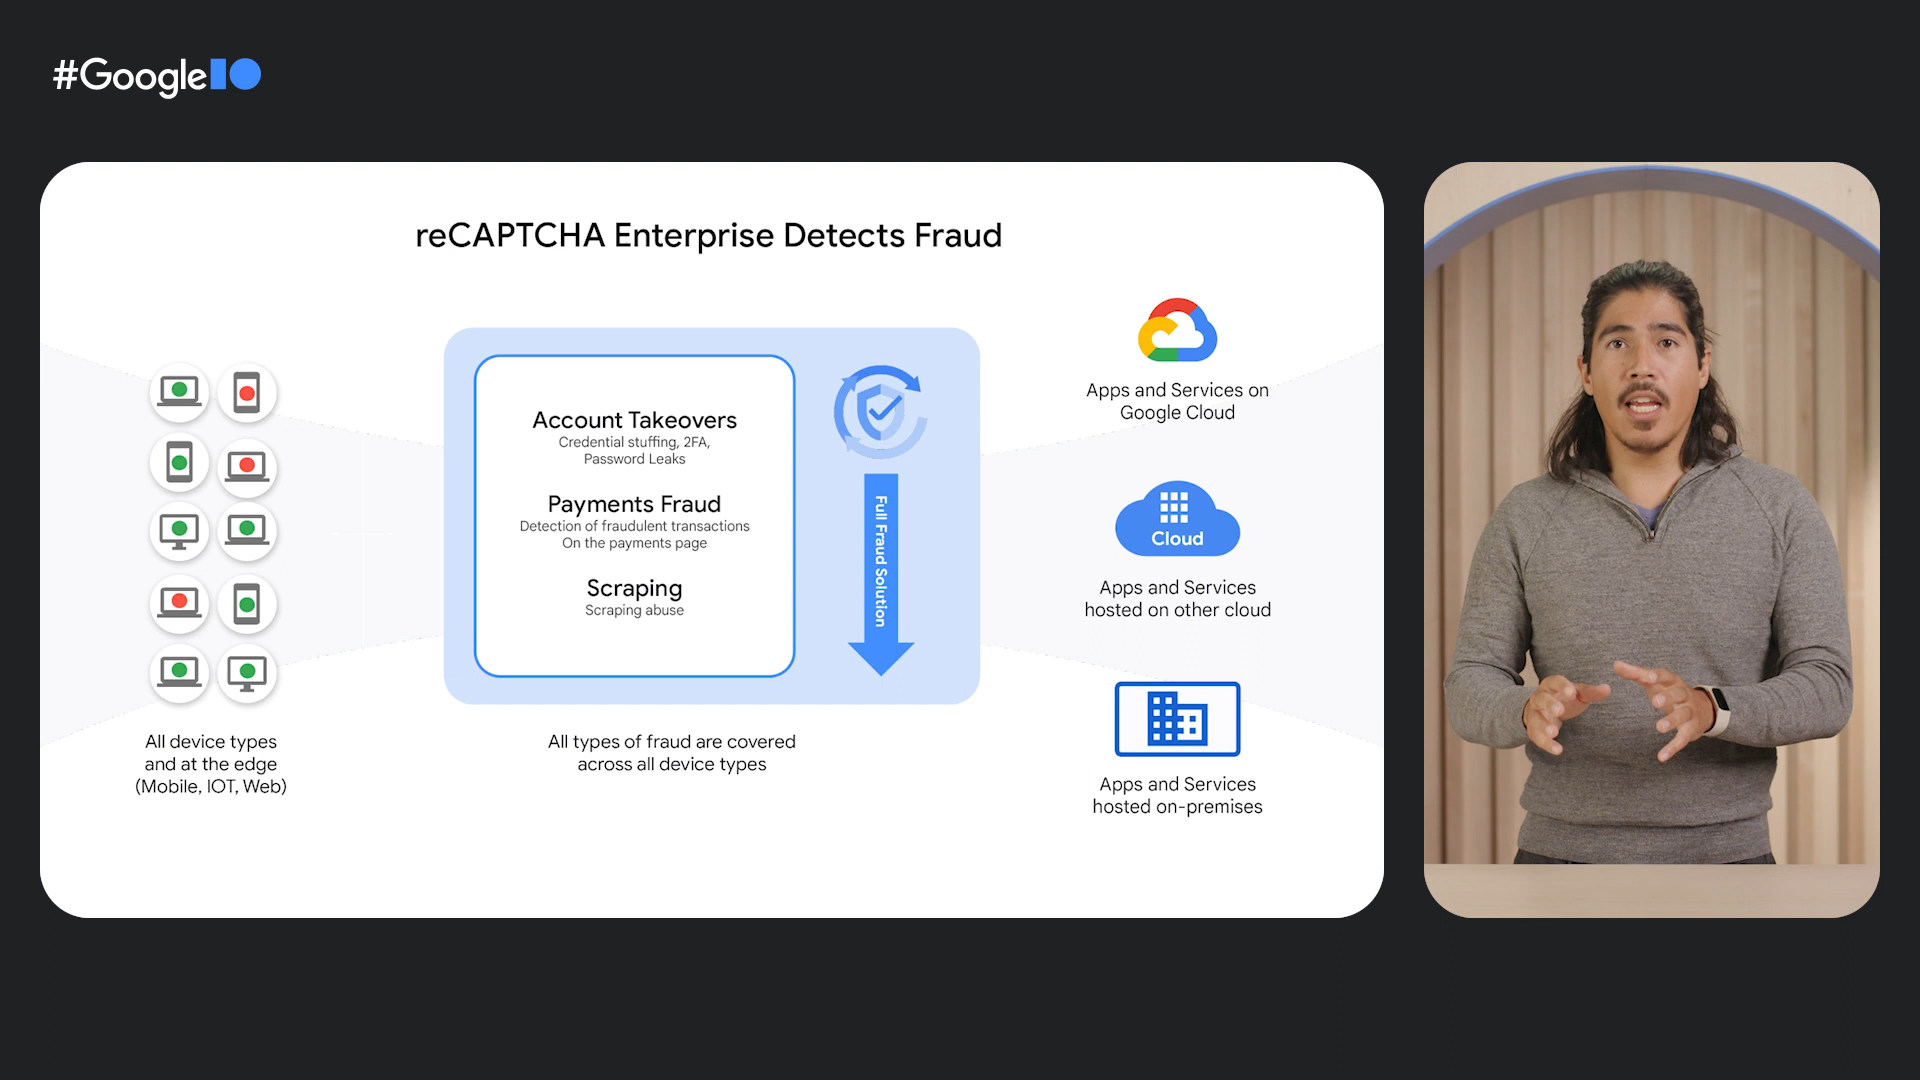 #GoogleIO
reCAPTCHA Enterprise Detects Fraud
All device types
and at the edge
(Mobile, IOT, Web)
Account Takeovers
Credential stuffing, 2FA,
Password Leaks
Payments Fraud
Detection of fraudulent transactions
On the payments page
Scraping
Scraping abuse
Full Fraud Solution
All types of fraud are covered
across all device types
Apps and Services on
Google Cloud
Cloud
Apps and Services
hosted on other cloud
Apps and Services
hosted on-premises